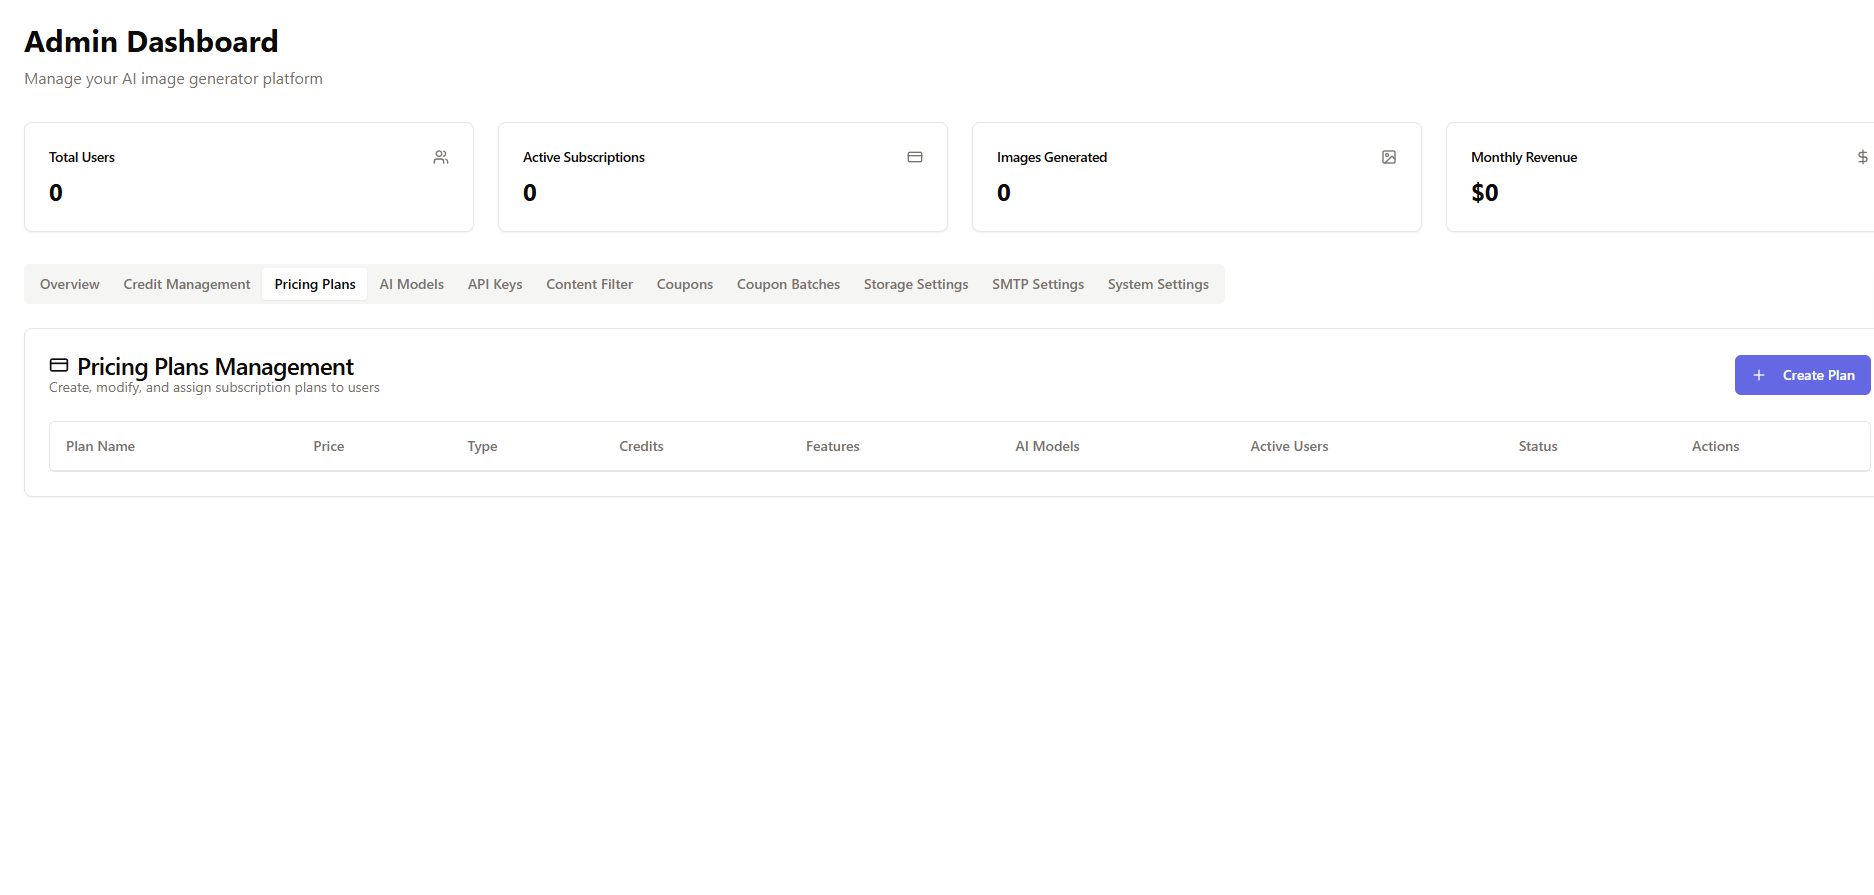 Admin Dashboard
Manage your AI image generator platform
Total Users
0
Active Subscriptions
0
Images Generated
0
Monthly Revenue
$0
Overview Credit Management Pricing Plans AI Models API Keys Content Filter Coupons Coupon Batches Storage Settings SMTP Settings System Settings
Pricing Plans Management
Create, modify, and assign subscription plans to users
+ Create Plan
Plan Name Price Type Credits Features AI Models Active Users Status Actions